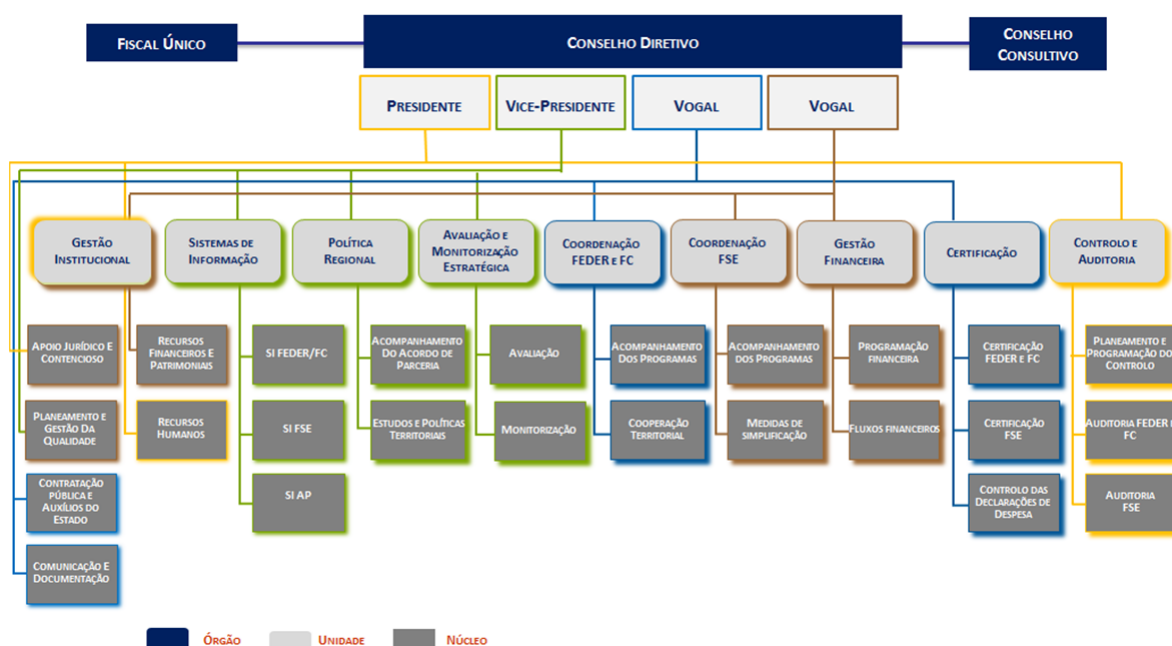 FISCAL ÚNICO
CONSELHO DIRETIVO
CONSELHO
CONSULTIVO
PRESIDENTE
VICE-PRESIDENTE
VOGAL
VOGAL
GESTÃO
INSTITUCIONAL
SISTEMAS DE
INFORMAÇÃO
POLÍTICA
REGIONAL
AVALIAÇÃO E
MONITORIZAÇÃO
ESTRATÉGICA
COORDENAÇÃO
FEDER E FC
COORDENAÇÃO
FSE
GESTÃO
FINANCEIRA
CERTIFICAÇÃO
CONTROLO E
AUDITORIA
APOIO JURÍDICO E
CONTENCIOSO
RECURSOS
FINANCEIROS E
PATRIMONIAIS
SI FEDER/FC
ACOMPANHAMENTO
DO ACORDO DE
PARCERIA
AVALIAÇÃO
ACOMPANHAMENTO
DOS PROGRAMAS
ACOMPANHAMENTO
DOS PROGRAMAS
PROGRAMAÇÃO
FINANCEIRA
CERTIFICAÇÃO
FEDER E FC
PLANEAMENTO E
PROGRAMAÇÃO DO
CONTROLO
PLANEAMENTO E
GESTÃO DA
QUALIDADE
RECURSOS
HUMANOS
SI FSE
ESTUDOS E POLÍTICAS
TERRITORIAIS
MONITORIZAÇÃO
COOPERAÇÃO
TERRITORIAL
MEDIDAS DE
SIMPLIFICAÇÃO
FLUXOS FINANCEIROS
CERTIFICAÇÃO
FSE
AUDITORIA FEDER E
FC
CONTRATAÇÃO
PÚBLICA E
AUXÍLIOS DO
ESTADO
SI AP
CONTROLO DAS
DECLARAÇÕES DE
DESPESA
AUDITORIA
FSE
COMUNICAÇÃO E
DOCUMENTAÇÃO
ÓRGÃO
UNIDADE
NÚCLEO